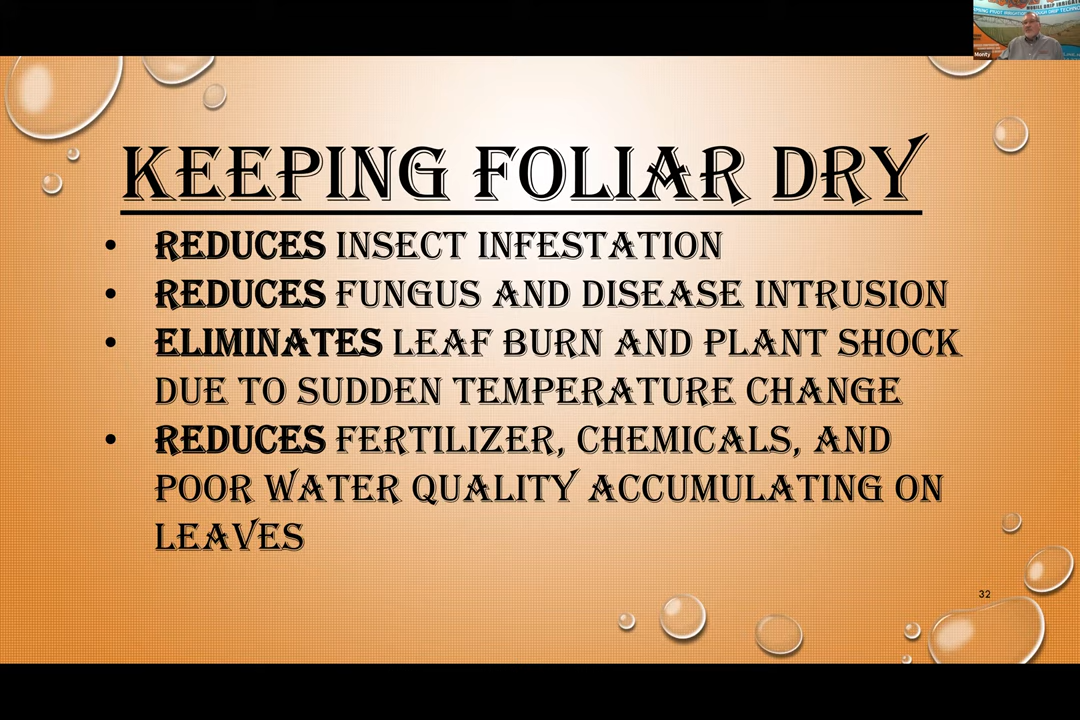 KEEPING FOLIAR DRY
• REDUCES INSECT INFESTATION
• REDUCES FUNGUS AND DISEASE INTRUSION
• ELIMINATES LEAF BURN AND PLANT SHOCK
DUE TO SUDDEN TEMPERATURE CHANGE
• REDUCES FERTILIZER, CHEMICALS, AND
POOR WATER QUALITY ACCUMULATING ON
LEAVES
32
Monty